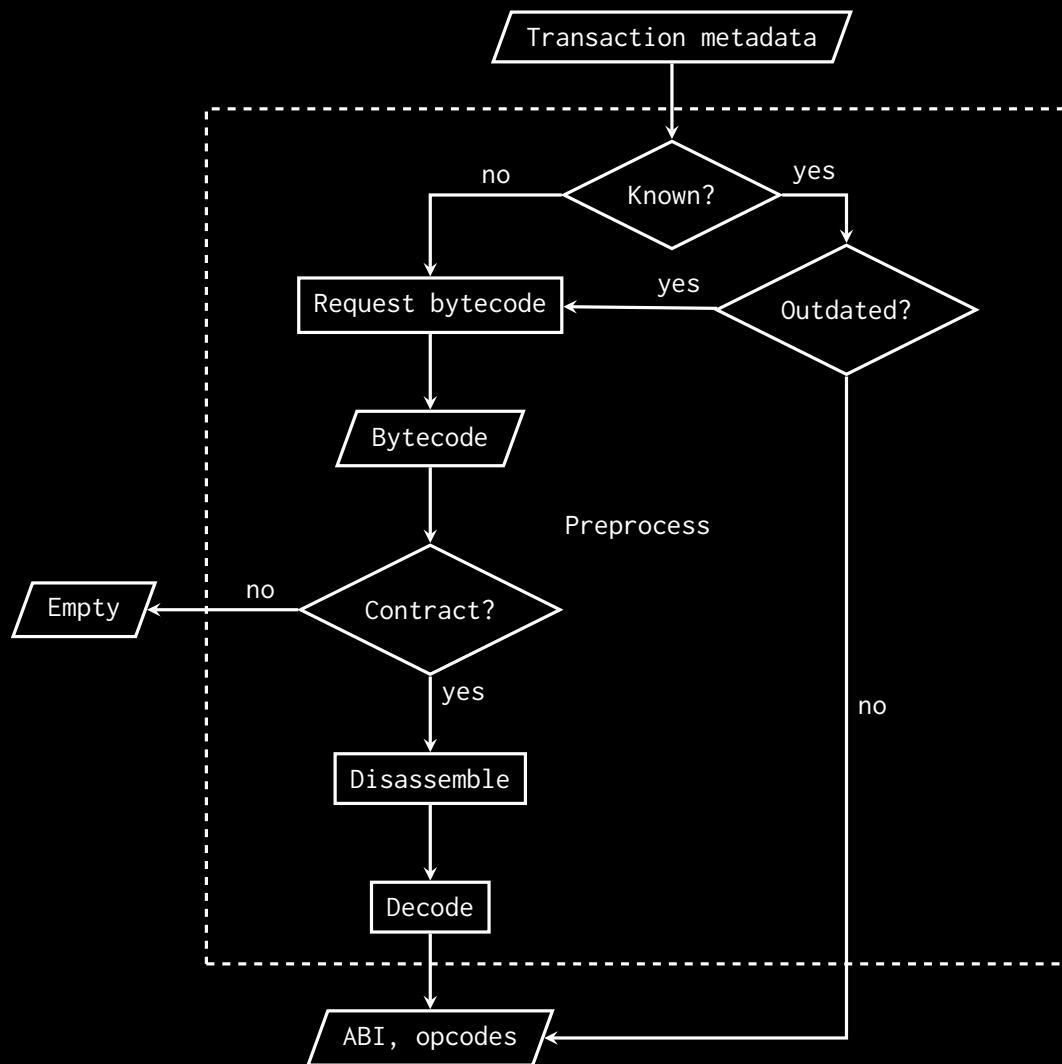 Transaction metadata
no
yes
Known?
yes
Request bytecode
Outdated?
Bytecode
Preprocess
no
Empty
Contract?
yes
no
Disassemble
Decode
ABI, opcodes